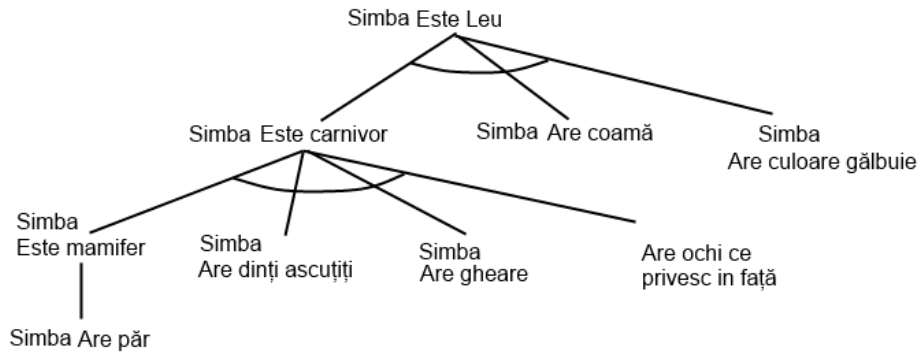 Simba Este Leu
Simba Este carnivor
Simba Are coamă
Simba
Are culoare gălbuie
Simba
Este mamifer
Simba
Are dinți ascuțiți
Simba
Are gheare
Are ochi ce
privesc in față
Simba Are păr